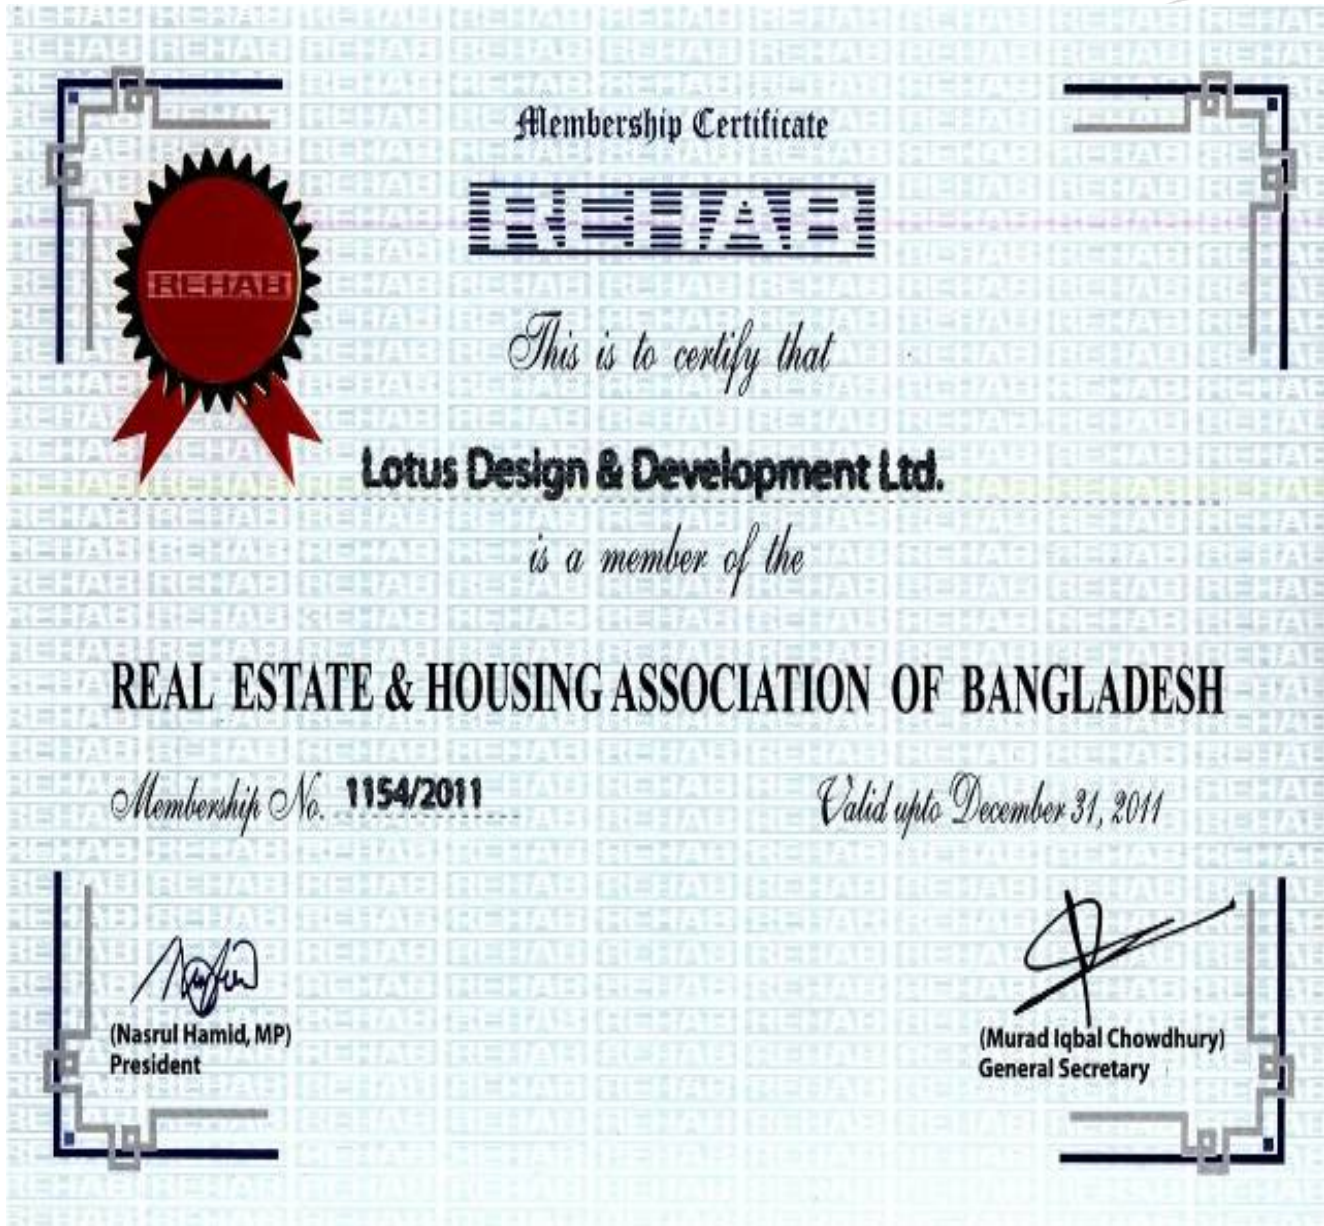 Membership Certificate
REHAB
REHAB
This is to certify that
Lotus Design & Development Ltd.
is a member of the
REAL ESTATE & HOUSING ASSOCIATION OF BANGLADESH
Membership No. 1154/2011
Valid upto December 31, 2011
(Nasrul Hamid, MP)
President
(Murad Iqbal Chowdhury)
General Secretary